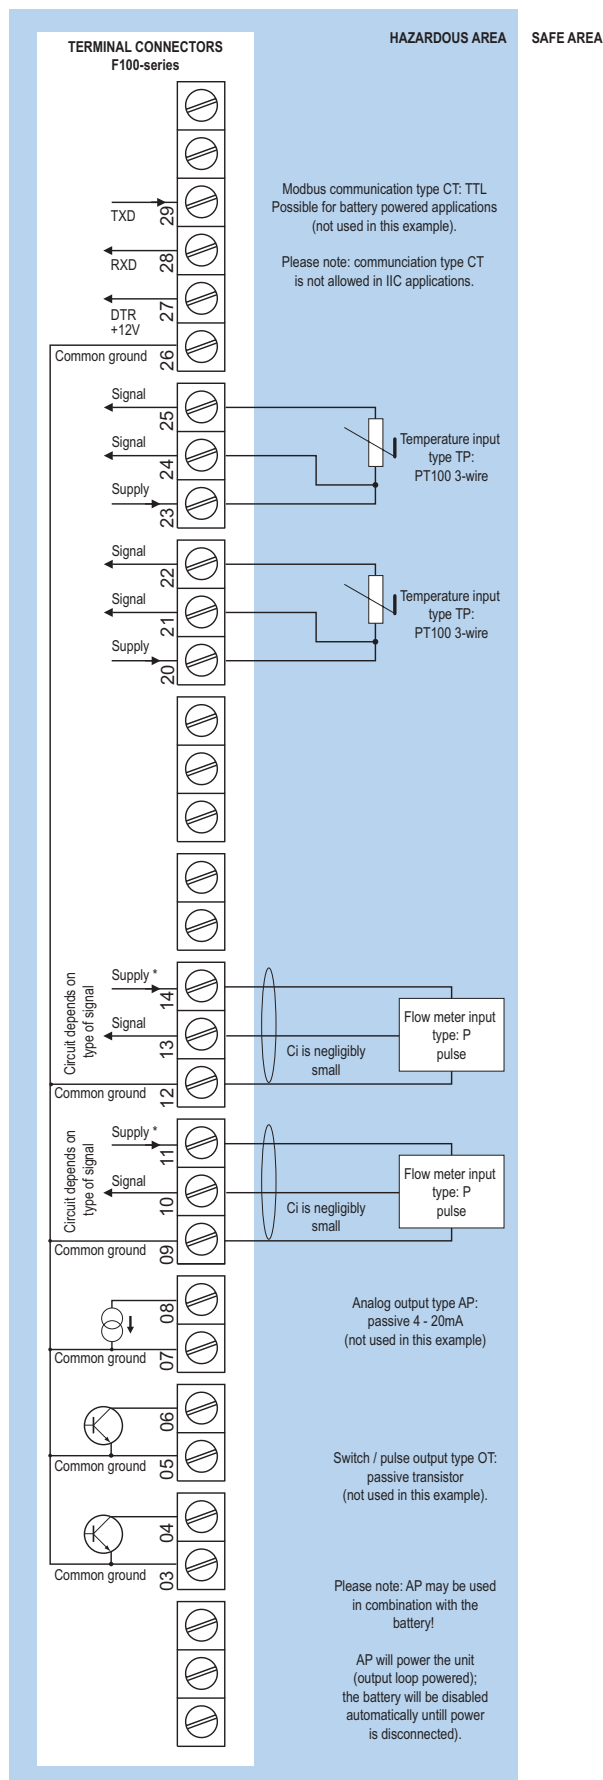 HAZARDOUS AREA
SAFE AREA
TERMINAL CONNECTORS
F100-series
Modbus communication type CT: TTL
Possible for battery powered applications
(not used in this example).
Please note: communciation type CT
is not allowed in IIC applications.
TXD
29
RXD
28
DTR
+12V
27
Common ground
26
Signal
25
Signal
24
Supply
23
Temperature input
type TP:
PT100 3-wire
Signal
22
Signal
21
Supply
20
Temperature input
type TP:
PT100 3-wire
Circuit depends on
type of signal
Supply *
14
Signal
13
Common ground
12
Ci is negligibly
small
Flow meter input
type: P
pulse
Circuit depends on
type of signal
Supply *
11
Signal
10
Common ground
09
Ci is negligibly
small
Flow meter input
type: P
pulse
08
Common ground
07
Analog output type AP:
passive 4 - 20mA
(not used in this example)
06
Common ground
05
Switch / pulse output type OT:
passive transistor
(not used in this example).
04
Common ground
03
Please note: AP may be used
in combination with the
battery!
AP will power the unit
(output loop powered);
the battery will be disabled
automatically untill power
is disconnected).